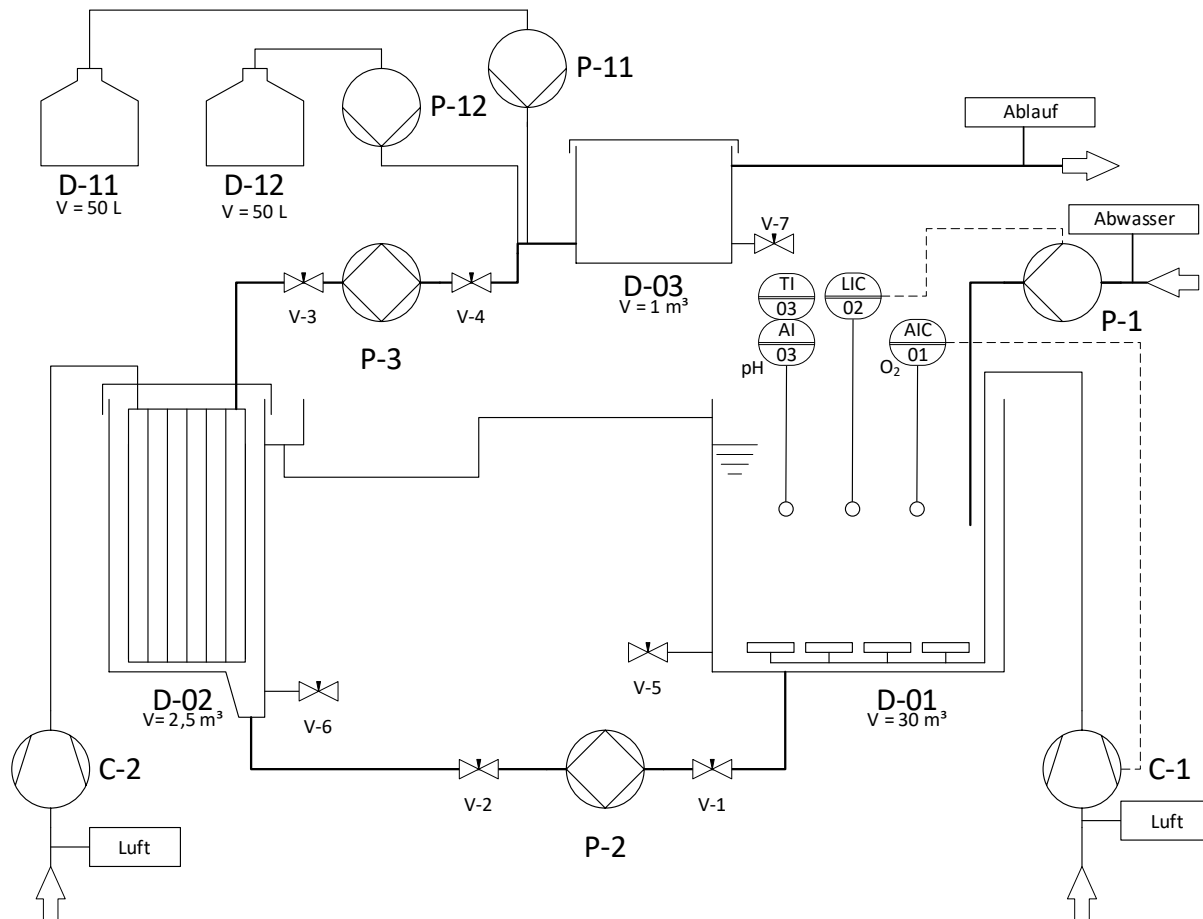 P-11
P-12
Ablauf
D-11
V = 50 L
D-12
V = 50 L
Abwasser
V-7
D-03
V = 1 m³
TI
03
LIC
02
AI
03
pH
AIC
01
O₂
P-1
V-3
V-4
P-3
D-02
V= 2,5 m³
V-6
V-5
D-01
V = 30 m³
C-2
V-2
V-1
C-1
P-2
Luft
Luft